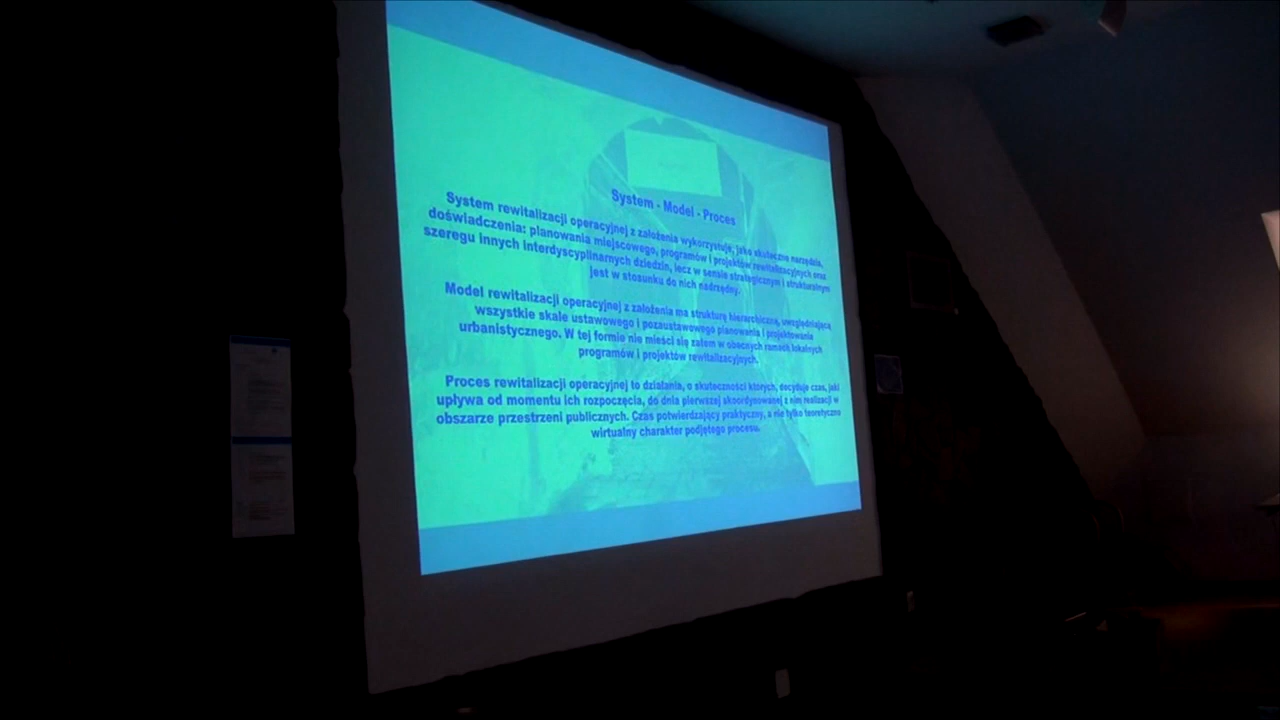 System - Model - Proces
System rewitalizacji operacyjnej z założenia wykorzystuje, jako skuteczne narzędzia,
doświadczenia: planowania miejscowego, programów i projektów rewitalizacyjnych oraz
szeregu innych interdyscyplinarnych dziedzin, lecz w sensie strategicznym i strukturalnym
jest w stosunku do nich nadrzędny.
Model rewitalizacji operacyjnej z założenia ma strukturę hierarchiczną, uwzględniającą
wszystkie skale ustawowego i pozaustawowego planowania i projektowania
urbanistycznego. W tej formie nie mieści się zatem w obecnych ramach lokalnych
programów i projektów rewitalizacyjnych.
Proces rewitalizacji operacyjnej to działania, o skuteczności których, decyduje czas, jaki
upływa od momentu ich rozpoczęcia, do dnia pierwszej skoordynowanej z nim realizacji w
obszarze przestrzeni publicznych. Czas potwierdzający praktyczny, a nie tylko teoretyczno
wirtualny charakter podjętego procesu.